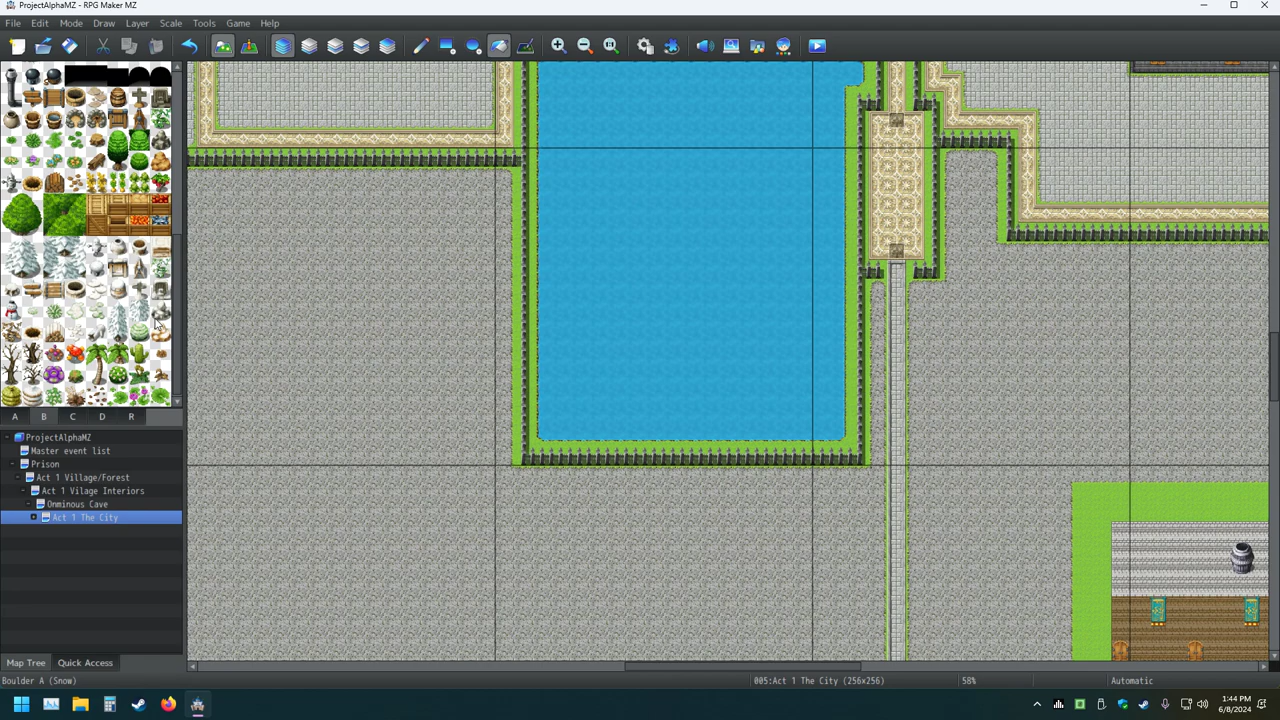 ProjectAlphaMZ - RPG Maker MZ
File Edit Mode Draw Layer Scale Tools Game Help
A B C D R
ProjectAlphaMZ
Master event list
Prison
Act 1 Village/Forest
Act 1 Vilage Interiors
Onminous Cave
Act 1 The City
Map Tree Quick Access
Boulder A (Snow) 005:Act 1 The City (256x256) 58% Automatic
1:44 PM
6/8/2024